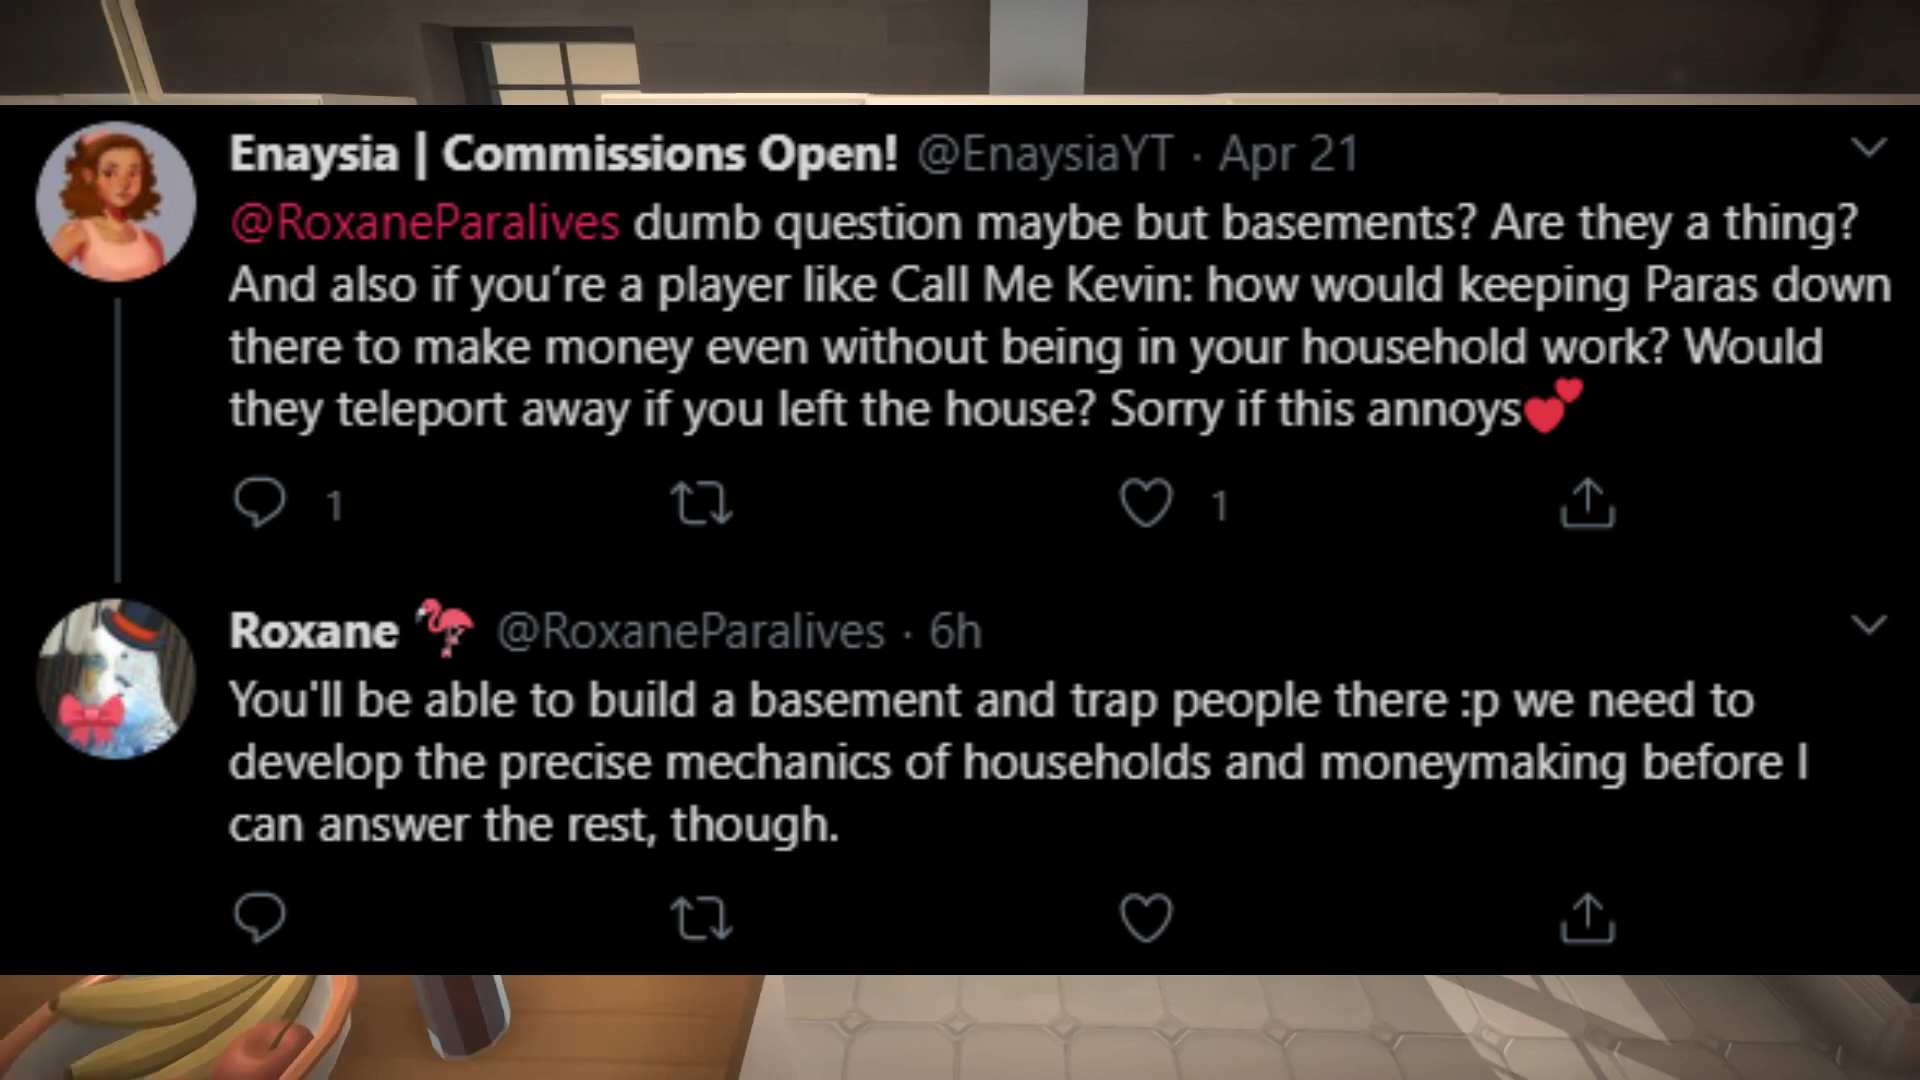 Enaysia | Commissions Open! @EnaysiaYT · Apr 21
@RoxaneParalives dumb question maybe but basements? Are they a thing?
And also if you’re a player like Call Me Kevin: how would keeping Paras down
there to make money even without being in your household work? Would
they teleport away if you left the house? Sorry if this annoys💕
1 1
Roxane 🦩 @RoxaneParalives · 6h
You'll be able to build a basement and trap people there :p we need to
develop the precise mechanics of households and moneymaking before I
can answer the rest, though.